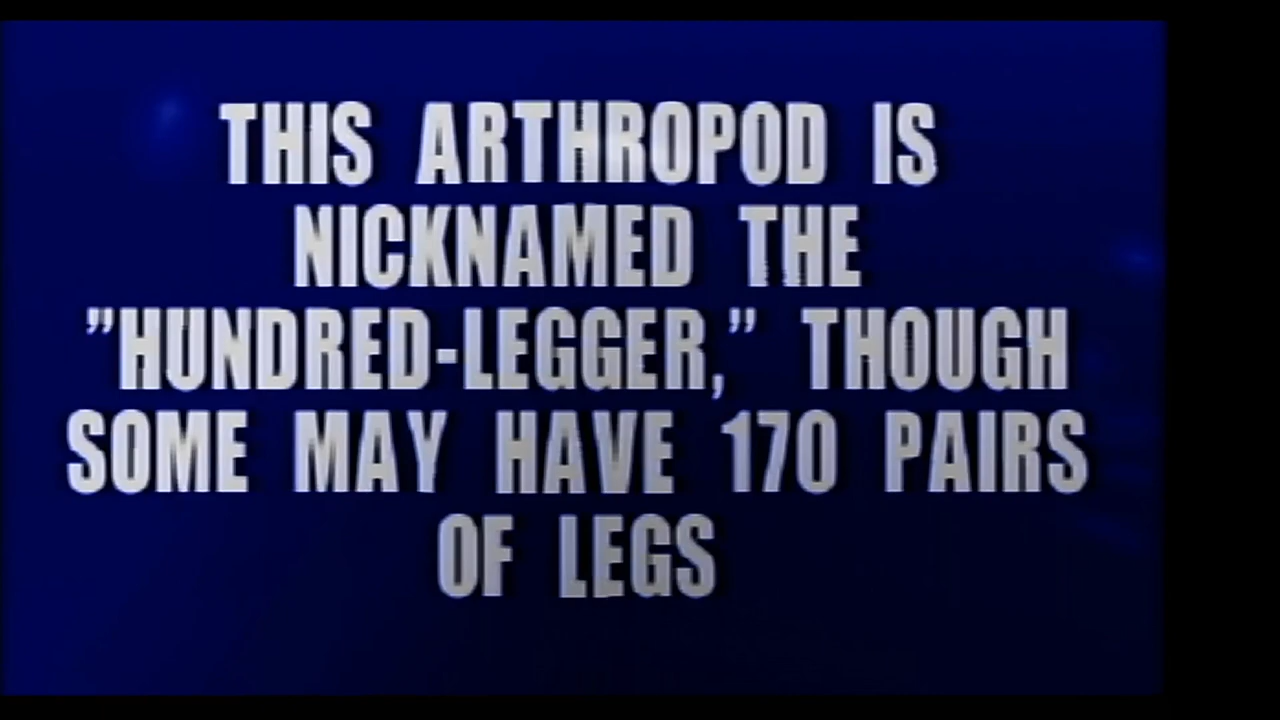 THIS ARTHROPOD IS
NICKNAMED THE
”HUNDRED-LEGGER,” THOUGH
SOME MAY HAVE 170 PAIRS
OF LEGS